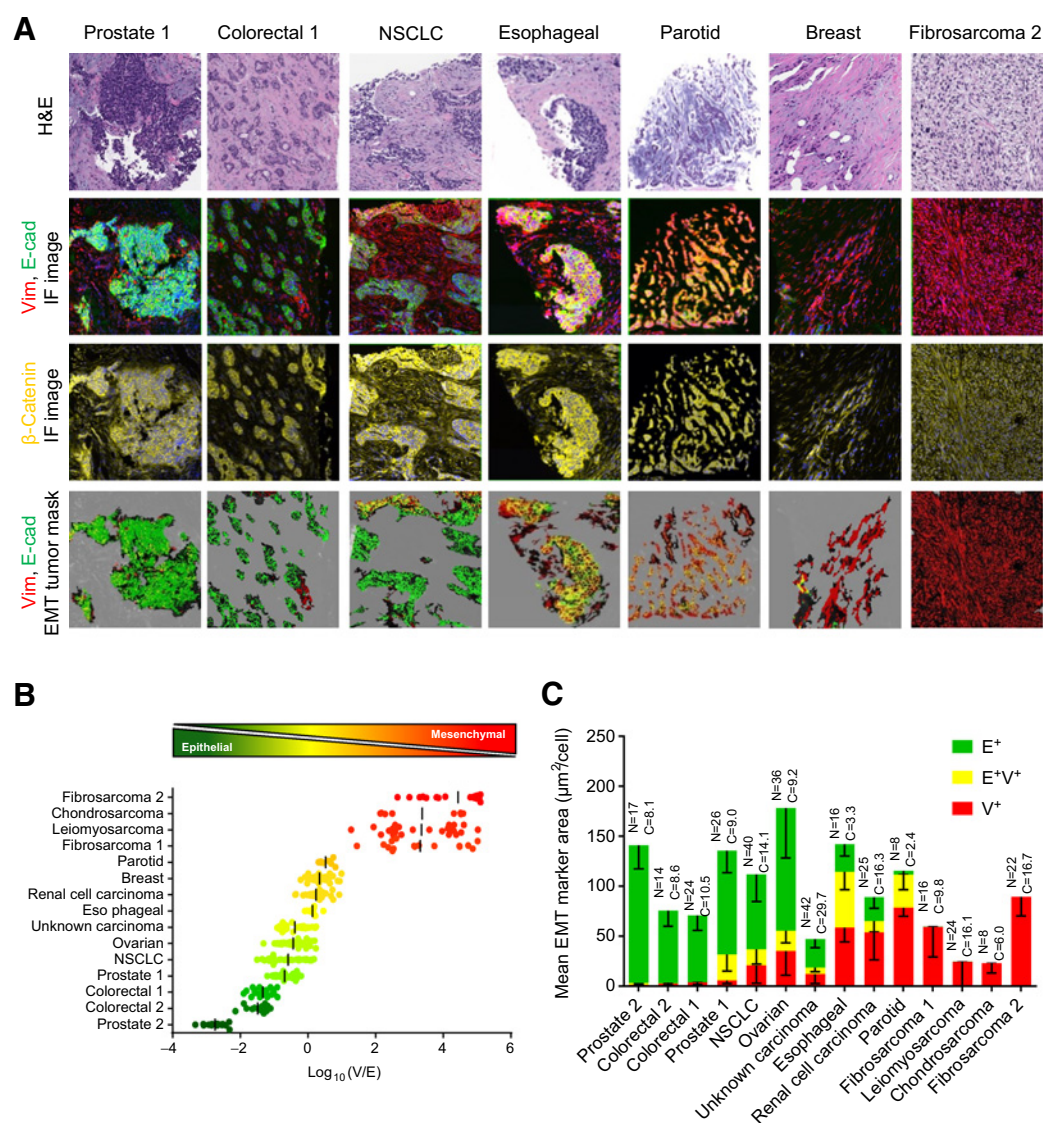 A
Prostate 1 Colorectal 1 NSCLC Esophageal Parotid Breast Fibrosarcoma 2
H&E
Vim, E-cad
IF image
β-Catenin
IF image
Vim, E-cad
EMT tumor mask
B
Epithelial
Mesenchymal
Fibrosarcoma 2
Chondrosarcoma
Leiomyosarcoma
Fibrosarcoma 1
Parotid
Breast
Renal cell carcinoma
Eso phageal
Unknown carcinoma
Ovarian
NSCLC
Prostate 1
Colorectal 1
Colorectal 2
Prostate 2
–4 –2 0 2 4 6
Log10 (V/E)
C
Mean EMT marker area (μm2/cell)
250
200
150
100
50
0
E+
E+V+
V+
N=17
C=8.1
N=14
C=8.6
N=24
C=10.5
N=26
C=9.0
N=40
C=14.1
N=36
C=9.2
N=42
C=29.7
N=16
C=3.3
N=25
C=16.3
N=8
C=2.4
N=16
C=9.8
N=24
C=16.1
N=8
C=6.0
N=22
C=16.7
Prostate 2
Colorectal 2
Colorectal 1
Prostate 1
NSCLC
Ovarian
Unknown carcinoma
Esophageal
Renal cell carcinoma
Parotid
Fibrosarcoma 1
Leiomyosarcoma
Chondrosarcoma
Fibrosarcoma 2